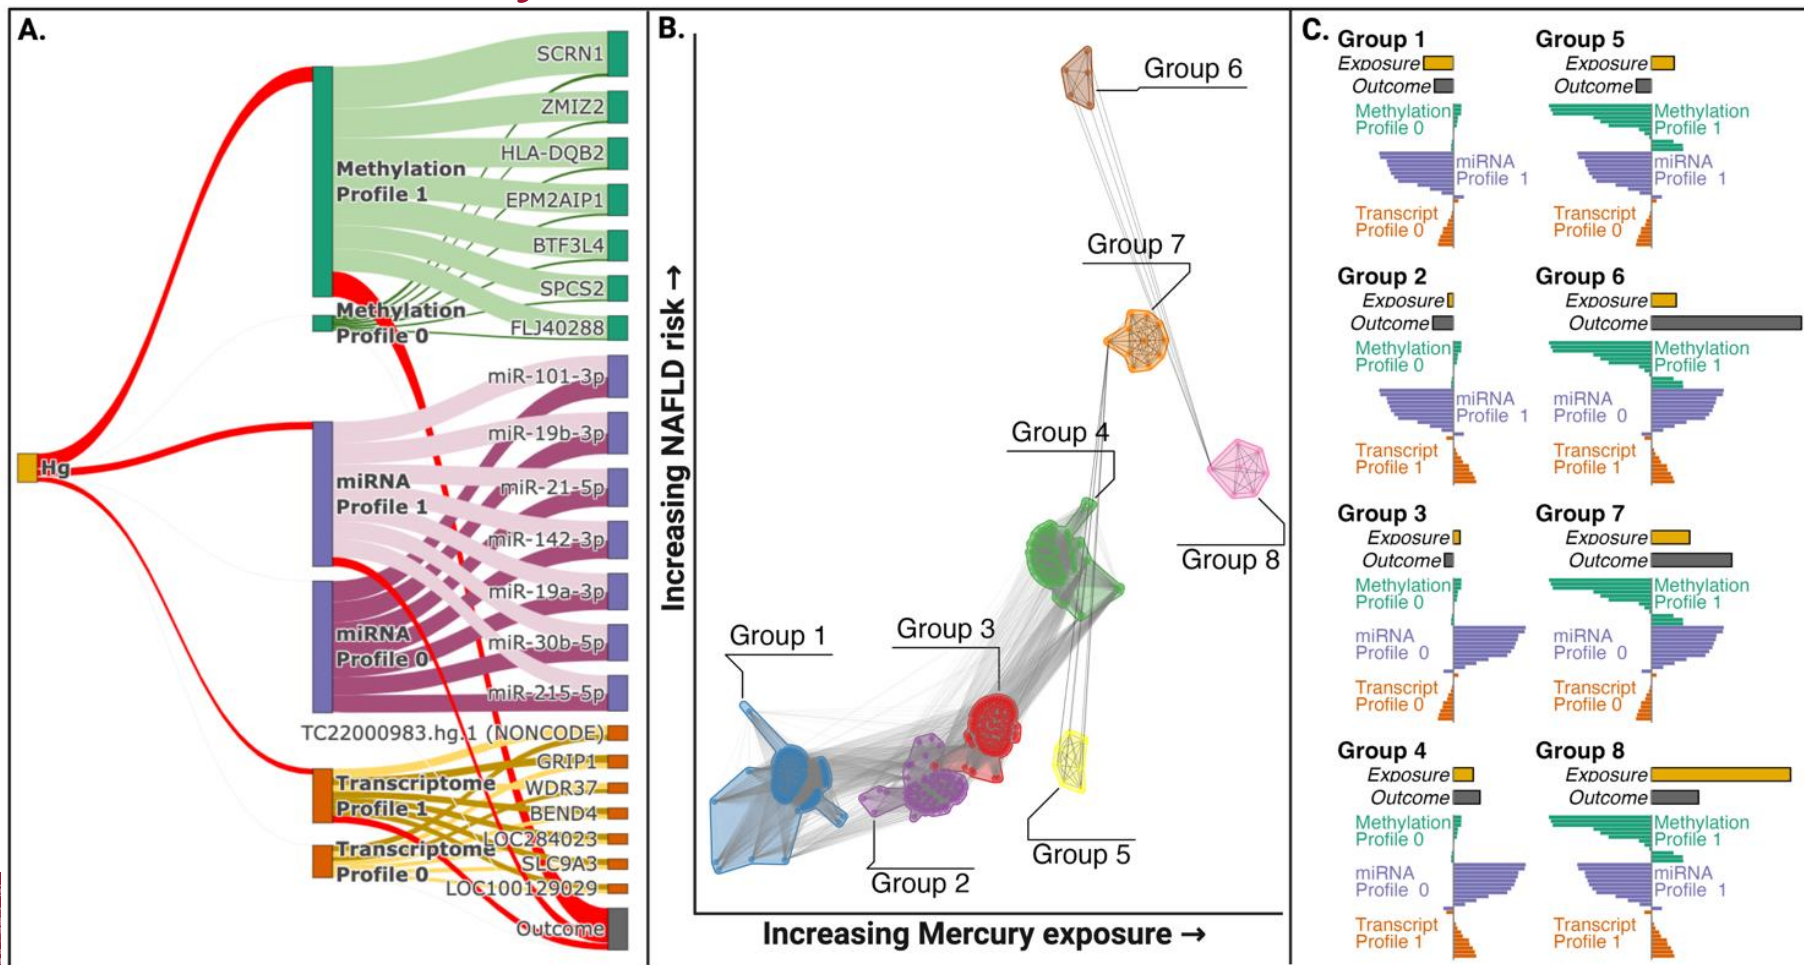 A.
SCRN1
ZMIZ2
HLA-DQB2
Methylation
Profile 1
EPM2AIP1
BTF3L4
SPCS2
Methylation
Profile 0
FLJ40288
miR-101-3p
miR-19b-3p
Hg
miRNA
Profile 1
miR-21-5p
miR-142-3p
miR-19a-3p
miRNA
Profile 0
miR-30b-5p
miR-215-5p
TC22000983.hg.1 (NONCODE)
GRIP1
Transcriptome
Profile 1
WDR37
BEND4
LOC284023
Transcriptome
Profile 0
SLC9A3
LOC100129029
Outcome
B.
Increasing NAFLD risk →
Group 6
Group 7
Group 4
Group 8
Group 1
Group 3
Group 5
Group 2
Increasing Mercury exposure →
C.
Group 1
Exposure
Outcome
Methylation
Profile 0
miRNA
Profile 1
Transcript
Profile 0
Group 5
Exposure
Outcome
Methylation
Profile 1
miRNA
Profile 1
Transcript
Profile 0
Group 2
Exposure
Outcome
Methylation
Profile 0
miRNA
Profile 1
Transcript
Profile 1
Group 6
Exposure
Outcome
Methylation
Profile 1
miRNA
Profile 0
Transcript
Profile 1
Group 3
Exposure
Outcome
Methylation
Profile 0
miRNA
Profile 0
Transcript
Profile 0
Group 7
Exposure
Outcome
Methylation
Profile 1
miRNA
Profile 0
Transcript
Profile 0
Group 4
Exposure
Outcome
Methylation
Profile 0
miRNA
Profile 0
Transcript
Profile 1
Group 8
Exposure
Outcome
Methylation
Profile 1
miRNA
Profile 1
Transcript
Profile 1